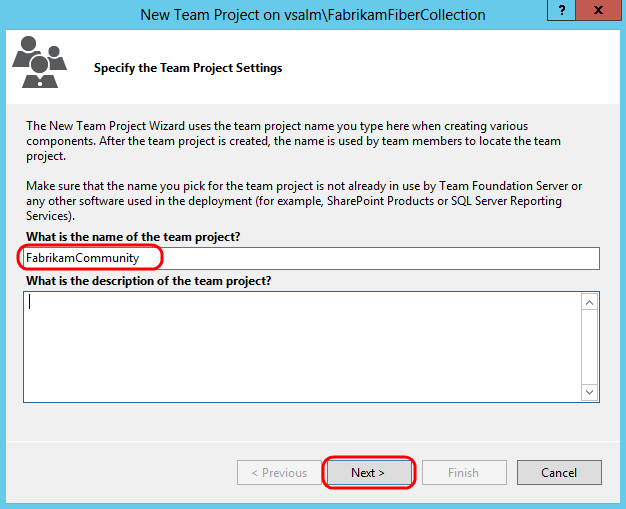 New Team Project on vsalm\FabrikamFiberCollection
?
x
Specify the Team Project Settings
The New Team Project Wizard uses the team project name you type here when creating various
components. After the team project is created, the name is used by team members to locate the team
project.
Make sure that the name you pick for the team project is not already in use by Team Foundation Server or
any other software used in the deployment (for example, SharePoint Products or SQL Server Reporting
Services).
What is the name of the team project?
FabrikamCommunity
What is the description of the team project?
< Previous
Next >
Finish
Cancel